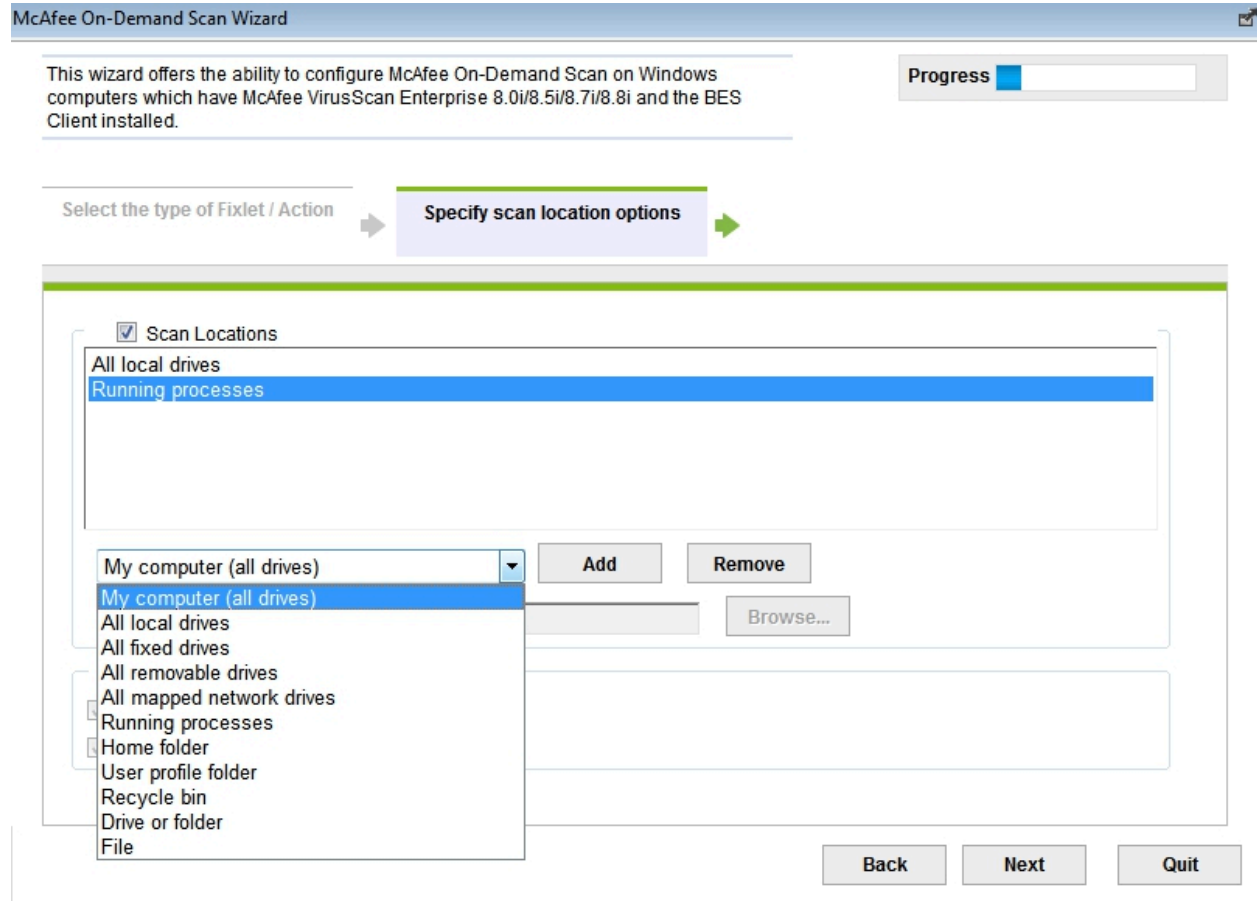 McAfee On-Demand Scan Wizard
This wizard offers the ability to configure McAfee On-Demand Scan on Windows
computers which have McAfee VirusScan Enterprise 8.0i/8.5i/8.7i/8.8i and the BES
Client installed.
Progress
Select the type of Fixlet / Action
Specify scan location options
Scan Locations
All local drives
Running processes
My computer (all drives)
Add
Remove
My computer (all drives)
All local drives
All fixed drives
All removable drives
All mapped network drives
Running processes
Home folder
User profile folder
Recycle bin
Drive or folder
File
Browse...
Back
Next
Quit